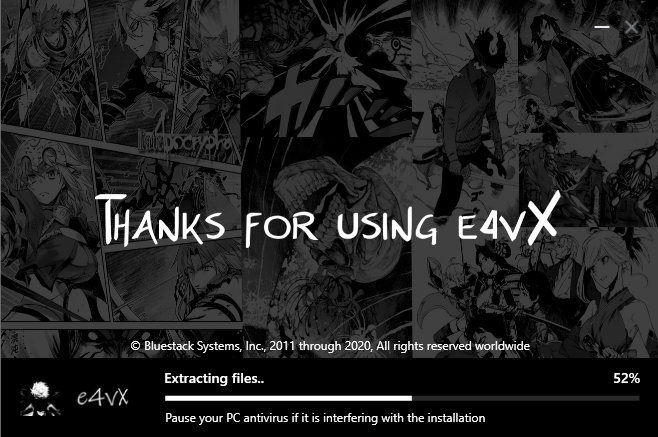 Apocrypha
THANKS FOR USING E4VX
© Bluestack Systems, Inc., 2011 through 2020, All rights reserved worldwide
Extracting files.. 52%
e4vX
Pause your PC antivirus if it is interfering with the installation